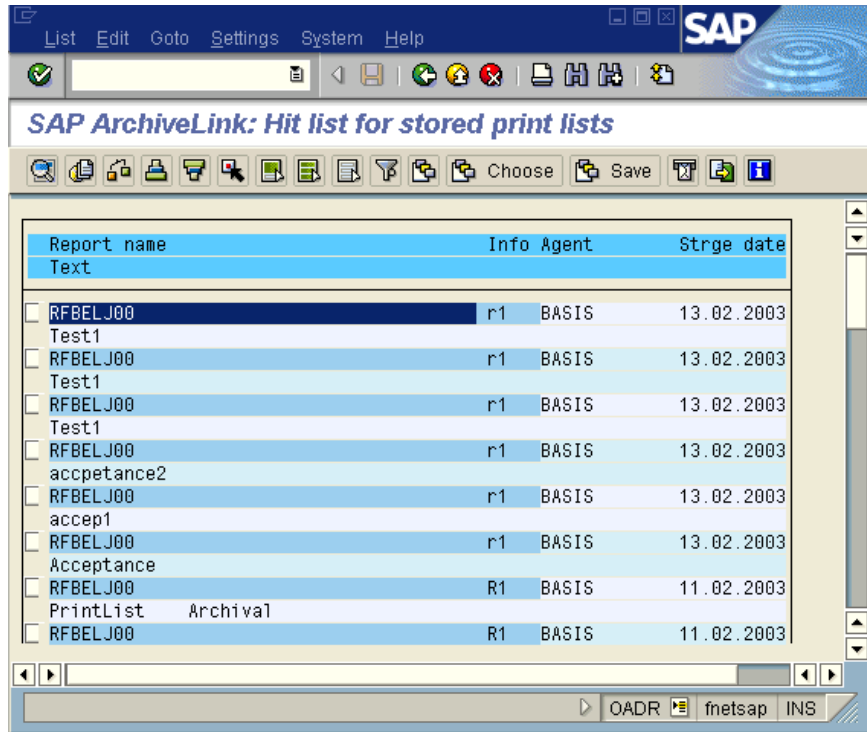 List Edit Goto Settings System Help
SAP
SAP ArchiveLink: Hit list for stored print lists
Choose Save
Report name Info Agent Strge date
Text
RFBELJ00 r1 BASIS 13.02.2003
Test1
RFBELJ00 r1 BASIS 13.02.2003
Test1
RFBELJ00 r1 BASIS 13.02.2003
Test1
RFBELJ00 r1 BASIS 13.02.2003
accpetance2
RFBELJ00 r1 BASIS 13.02.2003
accep1
RFBELJ00 r1 BASIS 13.02.2003
Acceptance
RFBELJ00 R1 BASIS 11.02.2003
PrintList Archival
RFBELJ00 R1 BASIS 11.02.2003
OADR fnetsap INS